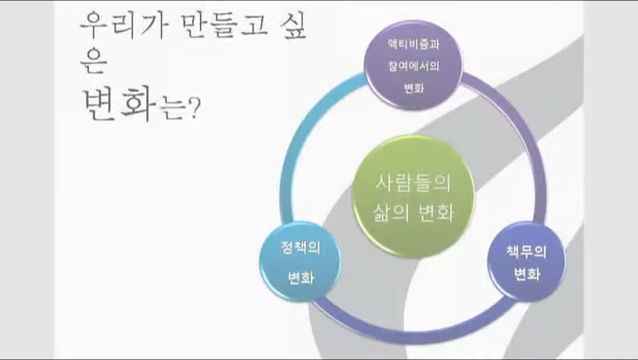 우리가 만들고 싶
은
변화는?
액티비즘과
참여에서의
변화
사람들의
삶의 변화
정책의
변화
책무의
변화